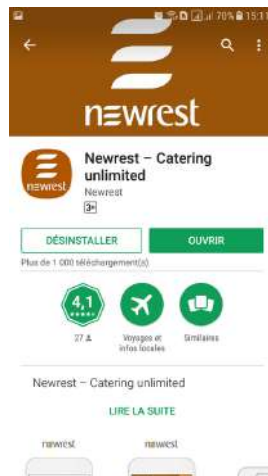 70% 15:11
newrest
newrest
Newrest – Catering
unlimited
Newrest
3+
DÉSINSTALLER
OUVRIR
Plus de 1 000 téléchargement(s)
4,1
27
Voyages et
infos locales
Similaires
Newrest – Catering unlimited
LIRE LA SUITE
newrest
newrest